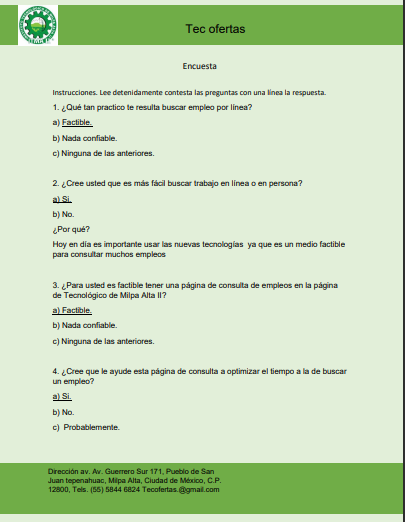 Tec ofertas
Encuesta
Instrucciones. Lee detenidamente contesta las preguntas con una línea la respuesta.
1. ¿Qué tan practico te resulta buscar empleo por línea?
a) Factible.
b) Nada confiable.
c) Ninguna de las anteriores.
2. ¿Cree usted que es más fácil buscar trabajo en línea o en persona?
a) Si.
b) No.
¿Por qué?
Hoy en día es importante usar las nuevas tecnologías ya que es un medio factible
para consultar muchos empleos
3. ¿Para usted es factible tener una página de consulta de empleos en la página
de Tecnológico de Milpa Alta II?
a) Factible.
b) Nada confiable.
c) Ninguna de las anteriores.
4. ¿Cree que le ayude esta página de consulta a optimizar el tiempo a la de buscar
un empleo?
a) Si.
b) No.
c) Probablemente.
Dirección av. Av. Guerrero Sur 171, Pueblo de San
Juan tepenahuac, Milpa Alta, Ciudad de México, C.P.
12800, Tels. (55) 5844 6824 Tecofertas.@gmail.com